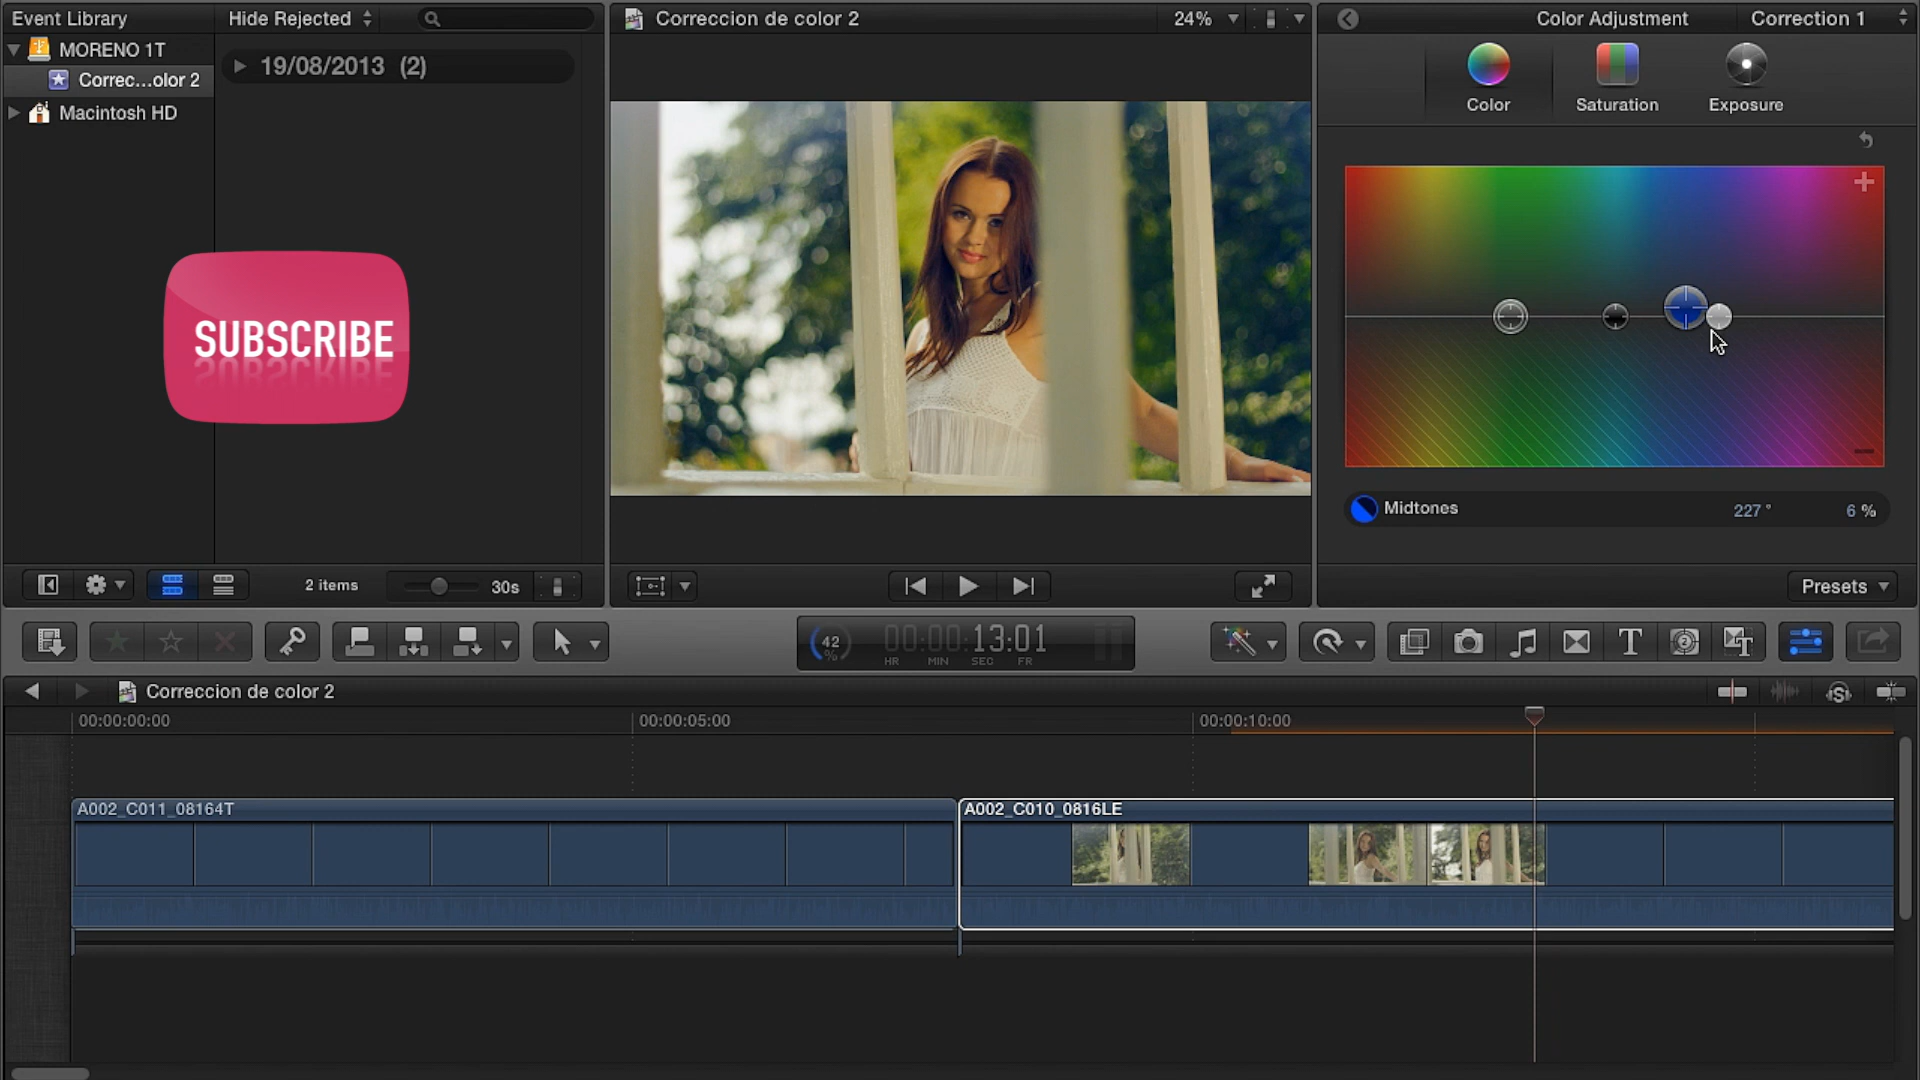 Event Library
Hide Rejected
Correccion de color 2
24%
Color Adjustment
Correction 1
MORENO 1T
19/08/2013 (2)
Correc...olor 2
Macintosh HD
Color
Saturation
Exposure
SUBSCRIBE
Midtones
227 °
6 %
2 items
30s
Presets
42
%
00:00:13:01
HR
MIN
SEC
FR
Correccion de color 2
00:00:00:00
00:00:05:00
00:00:10:00
A002_C011_08164T
A002_C010_0816LE